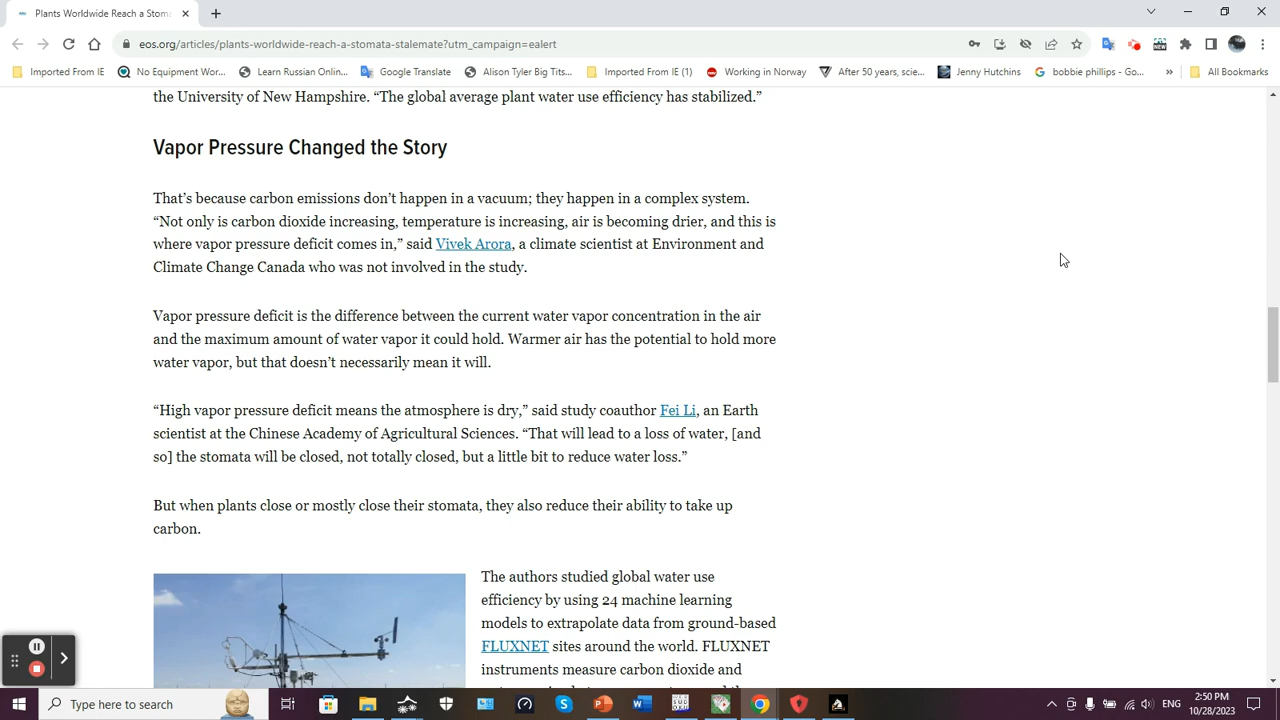 Plants Worldwide Reach a Stoma
eos.org/articles/plants-worldwide-reach-a-stomata-stalemate?utm_campaign=ealert
Imported From IE
No Equipment Wor...
Learn Russian Onlin...
Google Translate
Alison Tyler Big Tits...
Imported From IE (1)
Working in Norway
After 50 years, scie...
Jenny Hutchins
bobbie phillips - Go...
»
All Bookmarks
the University of New Hampshire. “The global average plant water use efficiency has stabilized.”
Vapor Pressure Changed the Story
That’s because carbon emissions don’t happen in a vacuum; they happen in a complex system.
“Not only is carbon dioxide increasing, temperature is increasing, air is becoming drier, and this is
where vapor pressure deficit comes in,” said Vivek Arora, a climate scientist at Environment and
Climate Change Canada who was not involved in the study.
Vapor pressure deficit is the difference between the current water vapor concentration in the air
and the maximum amount of water vapor it could hold. Warmer air has the potential to hold more
water vapor, but that doesn’t necessarily mean it will.
“High vapor pressure deficit means the atmosphere is dry,” said study coauthor Fei Li, an Earth
scientist at the Chinese Academy of Agricultural Sciences. “That will lead to a loss of water, [and
so] the stomata will be closed, not totally closed, but a little bit to reduce water loss.”
But when plants close or mostly close their stomata, they also reduce their ability to take up
carbon.
The authors studied global water use
efficiency by using 24 machine learning
models to extrapolate data from ground-based
FLUXNET sites around the world. FLUXNET
instruments measure carbon dioxide and
Type here to search
2:50 PM
10/28/2023